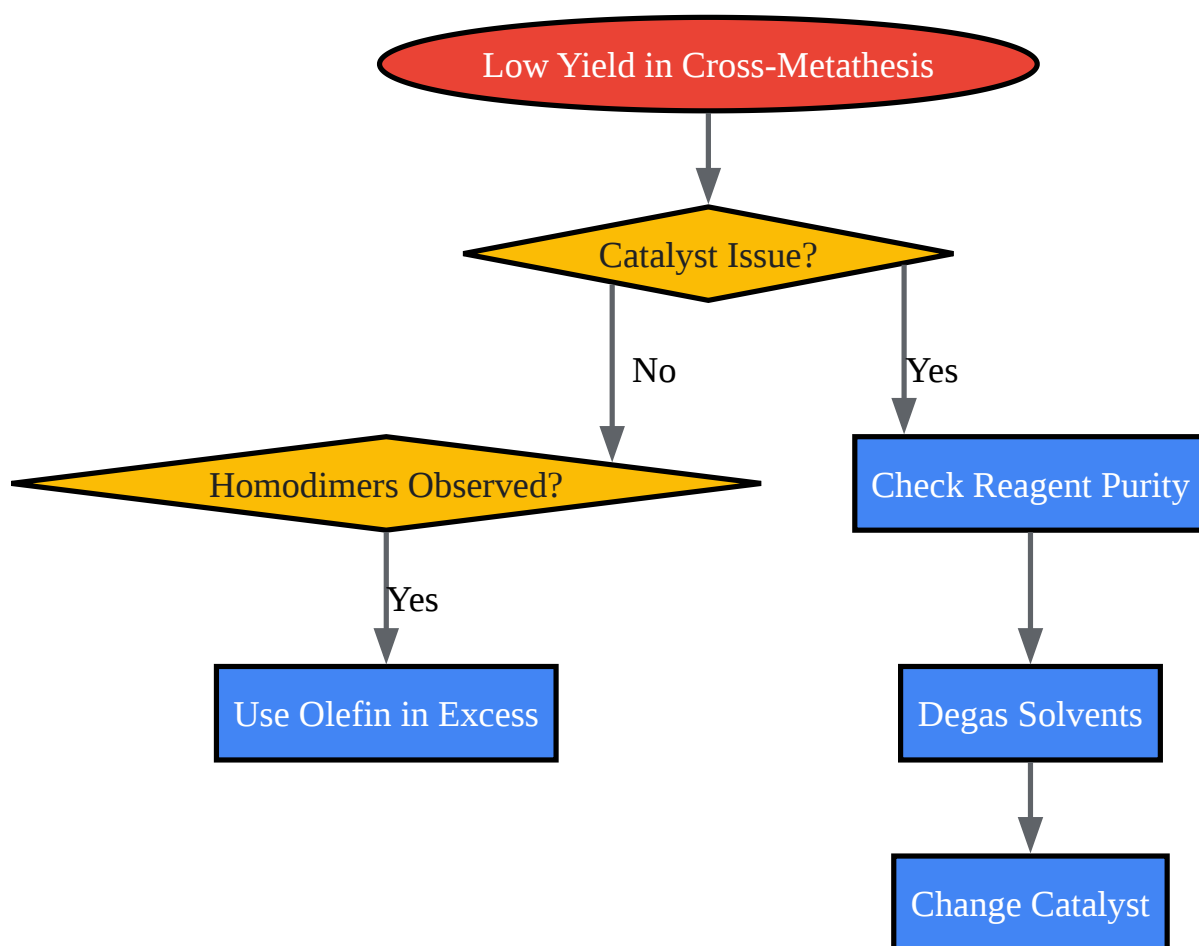 Low Yield in Cross-Metathesis
Catalyst Issue?
No
Yes
Homodimers Observed?
Check Reagent Purity
Yes
Use Olefin in Excess
Degas Solvents
Change Catalyst